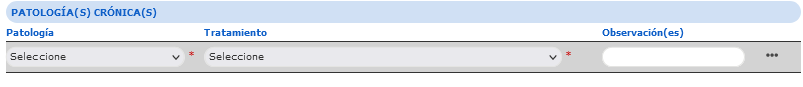 PATOLOGÍA(S) CRÓNICA(S)
Patología Tratamiento Observación(es)
Seleccione * Seleccione * •••